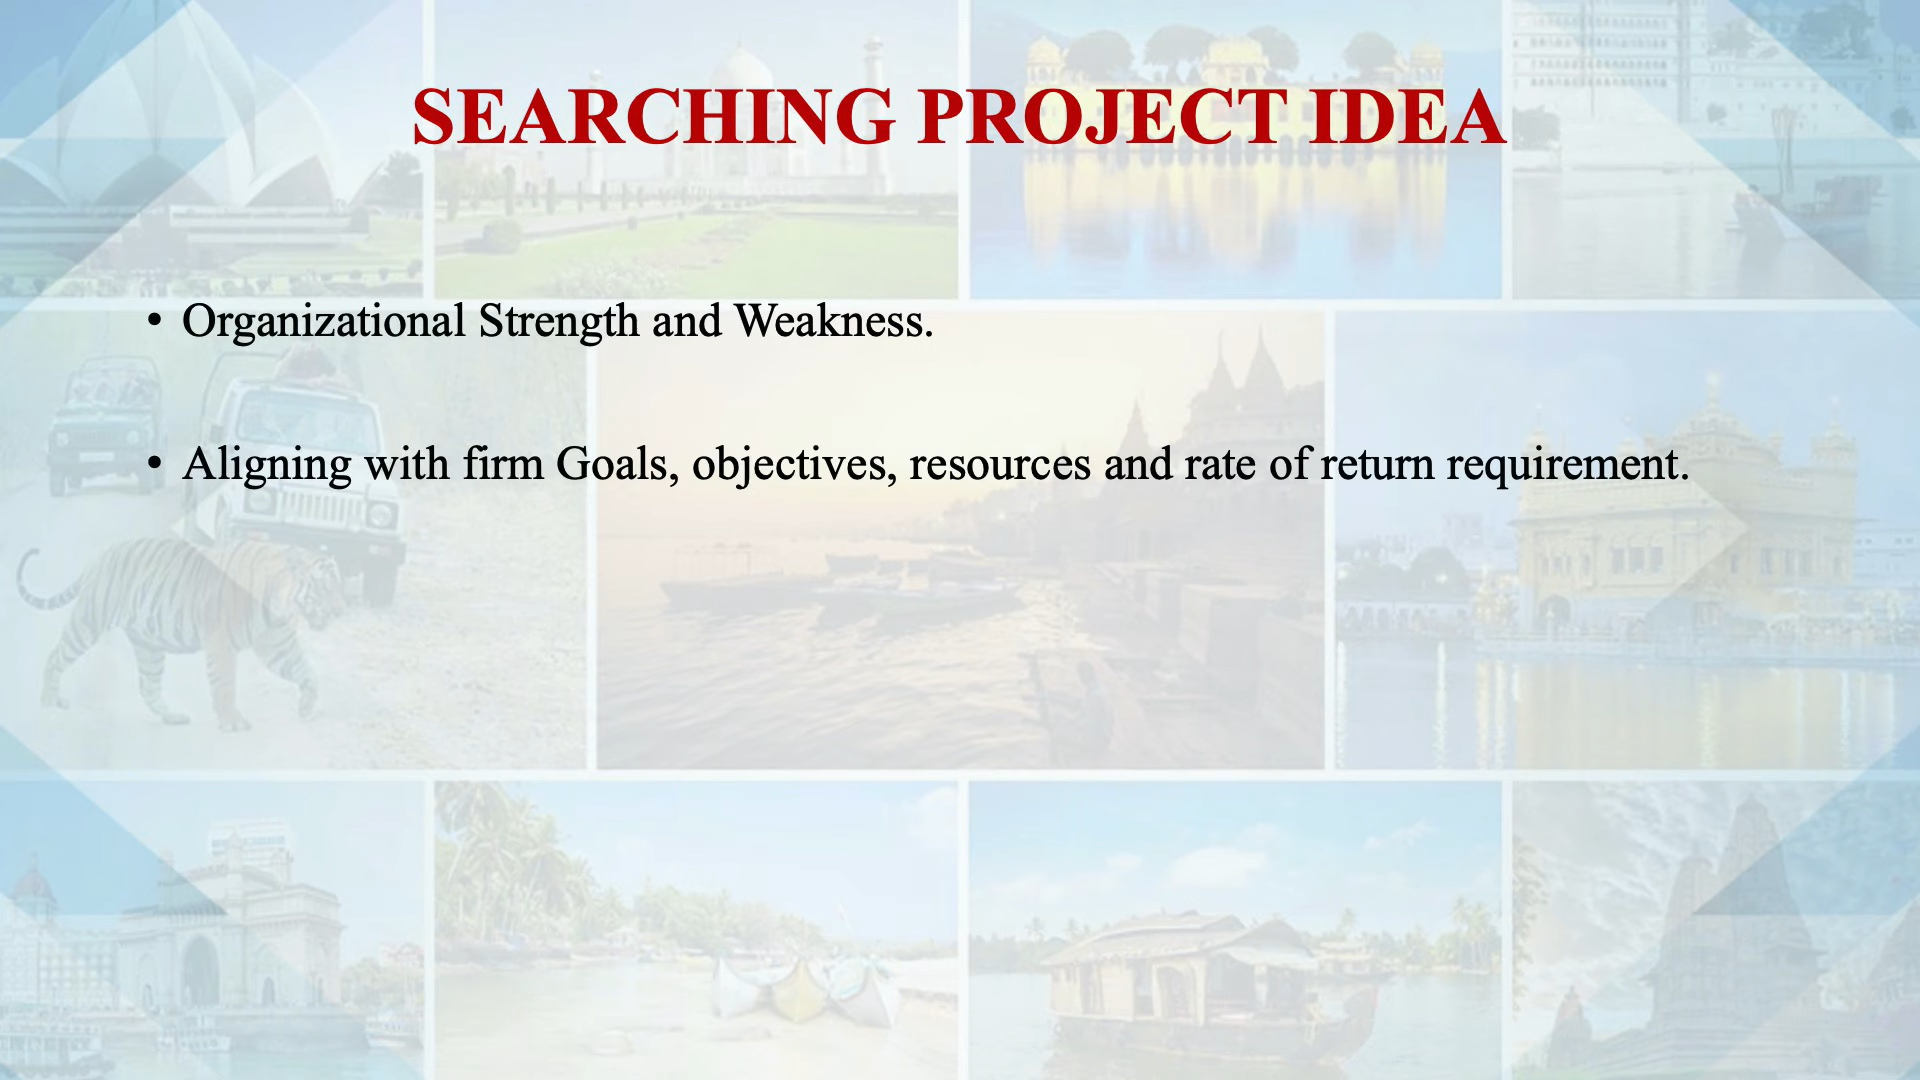 SEARCHING PROJECT IDEA
• Organizational Strength and Weakness.
• Aligning with firm Goals, objectives, resources and rate of return requirement.